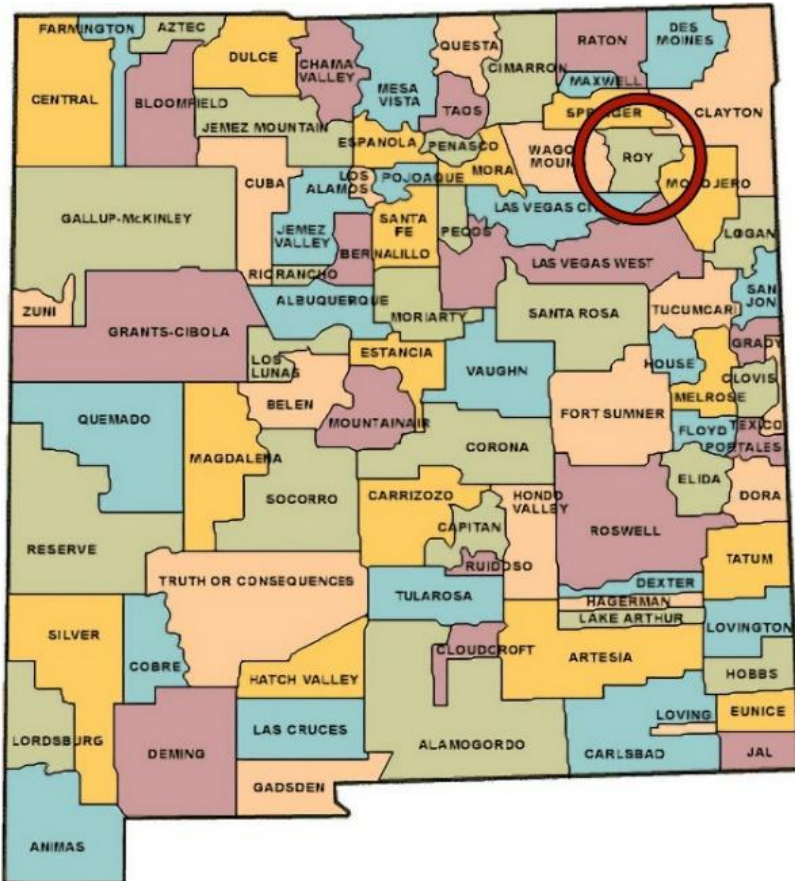 FARMINGTON
AZTEC
DULCE
CHAMA
VALLEY
MESA
VISTA
QUESTA
CIMARRON
RATON
DES
MOINES
MAXWELL
CENTRAL
BLOOMFIELD
TAOS
SPRINGER
CLAYTON
JEMEZ MOUNTAIN
ESPANOLA
PENASCO
MORA
WAGO
MOUN
ROY
MO
JERO
CUBA
LOS
ALAMOS
POJOAQUE
LAS VEGAS CI
GALLUP-McKINLEY
JEMEZ
VALLEY
SANTA
FE
PECOS
LOGAN
BERNALILLO
RIO RANCHO
LAS VEGAS WEST
ZUNI
ALBUQUERQUE
MORIARTY
SANTA ROSA
TUCUMCARI
SAN
JON
GRANTS-CIBOLA
LOS
LUNAS
ESTANCIA
VAUGHN
HOUSE
GRADY
CLOVIS
MELROSE
BELEN
QUEMADO
MOUNTAINAIR
FORT SUMNER
FLOYD
TEXICO
PORTALES
CORONA
MAGDALENA
SOCORRO
CARRIZOZO
HONDO
VALLEY
ELIDA
DORA
CAPITAN
ROSWELL
RESERVE
RUIDOSO
TRUTH OR CONSEQUENCES
TATUM
TULAROSA
DEXTER
HAGERMAN
LAKE ARTHUR
LOVINGTON
SILVER
COBRE
CLOUDCROFT
ARTESIA
HATCH VALLEY
HOBBS
LAS CRUCES
LOVING
EUNICE
LORDSBURG
DEMING
ALAMOGORDO
CARLSBAD
JAL
GADSDEN
ANIMAS